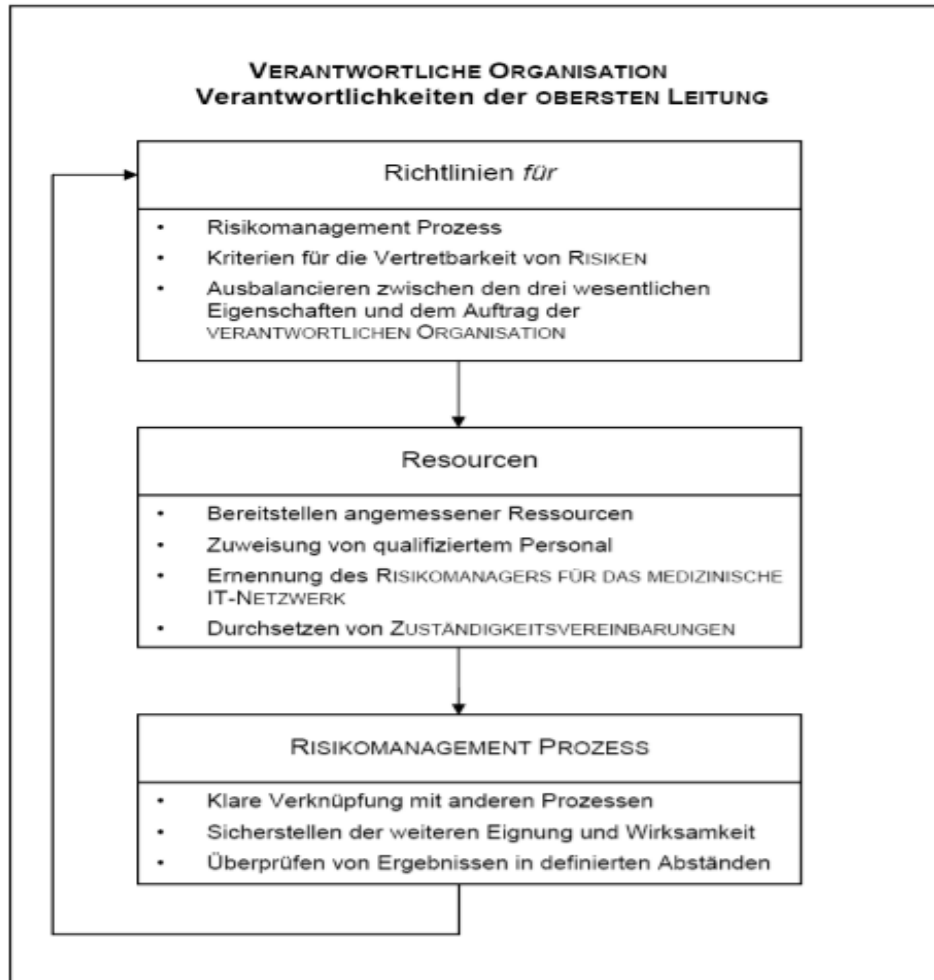 VERANTWORTLICHE ORGANISATION
Verantwortlichkeiten der OBERSTEN LEITUNG
Richtlinien für
• Risikomanagement Prozess
• Kriterien für die Vertretbarkeit von RISIKEN
• Ausbalancieren zwischen den drei wesentlichen
Eigenschaften und dem Auftrag der
VERANTWORTLICHEN ORGANISATION
Resourcen
• Bereitstellen angemessener Ressourcen
• Zuweisung von qualifiziertem Personal
• Ernennung des RISIKOMANAGERS FÜR DAS MEDIZINISCHE
IT-NETZWERK
• Durchsetzen von ZUSTÄNDIGKEITSVEREINBARUNGEN
RISIKOMANAGEMENT PROZESS
• Klare Verknüpfung mit anderen Prozessen
• Sicherstellen der weiteren Eignung und Wirksamkeit
• Überprüfen von Ergebnissen in definierten Abständen